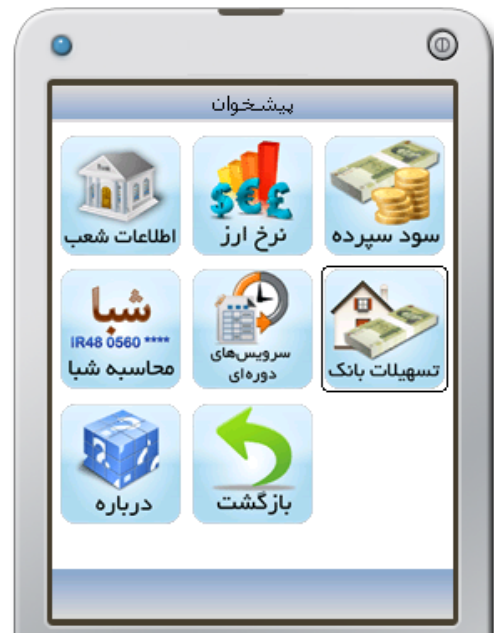 پیشخوان
سود سپرده
نرخ ارز
$€£
اطلاعات شعب
تسهیلات بانک
سرویس‌های
دوره‌ای
شبا
IR48 0560 ****
محاسبه شبا
بازگشت
درباره